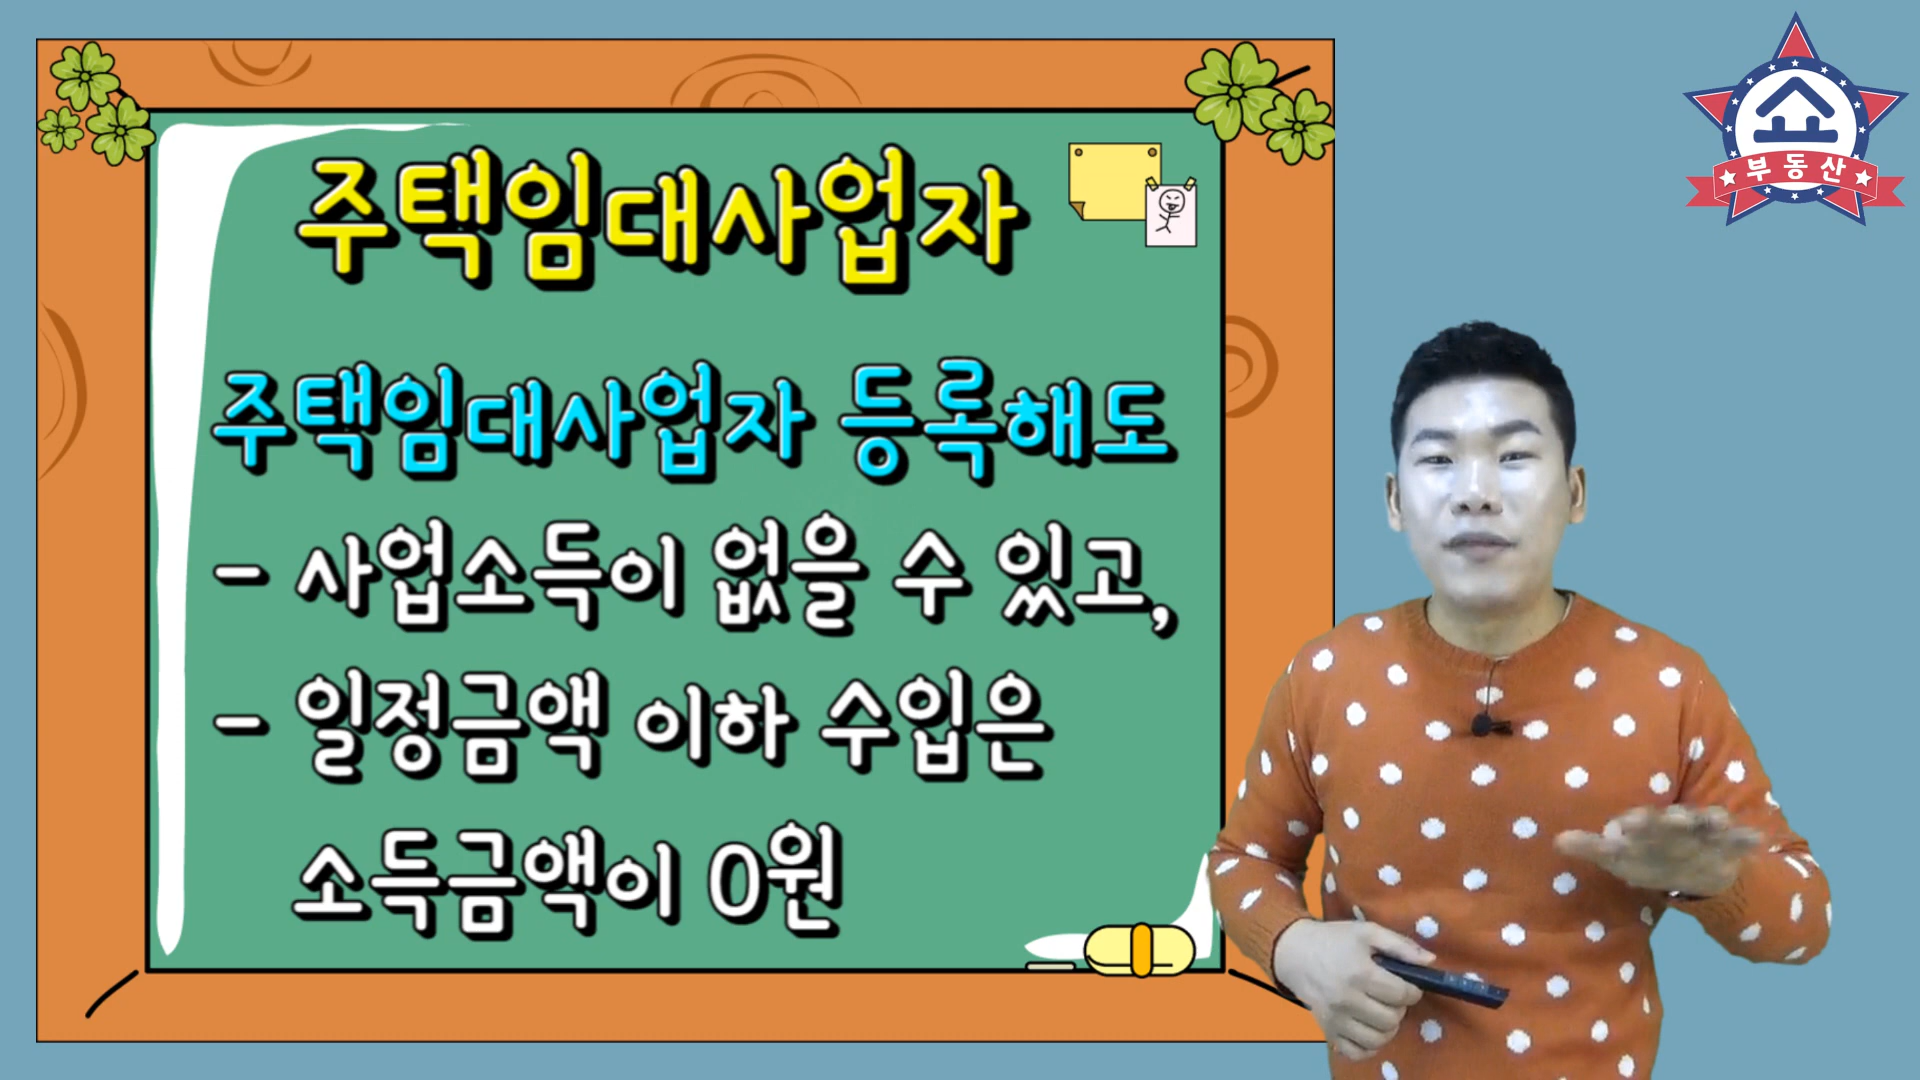 주택임대사업자
주택임대사업자 등록해도
- 사업소득이 없을 수 있고,
- 일정금액 이하 수입은
소득금액이 0원
쇼
부동산